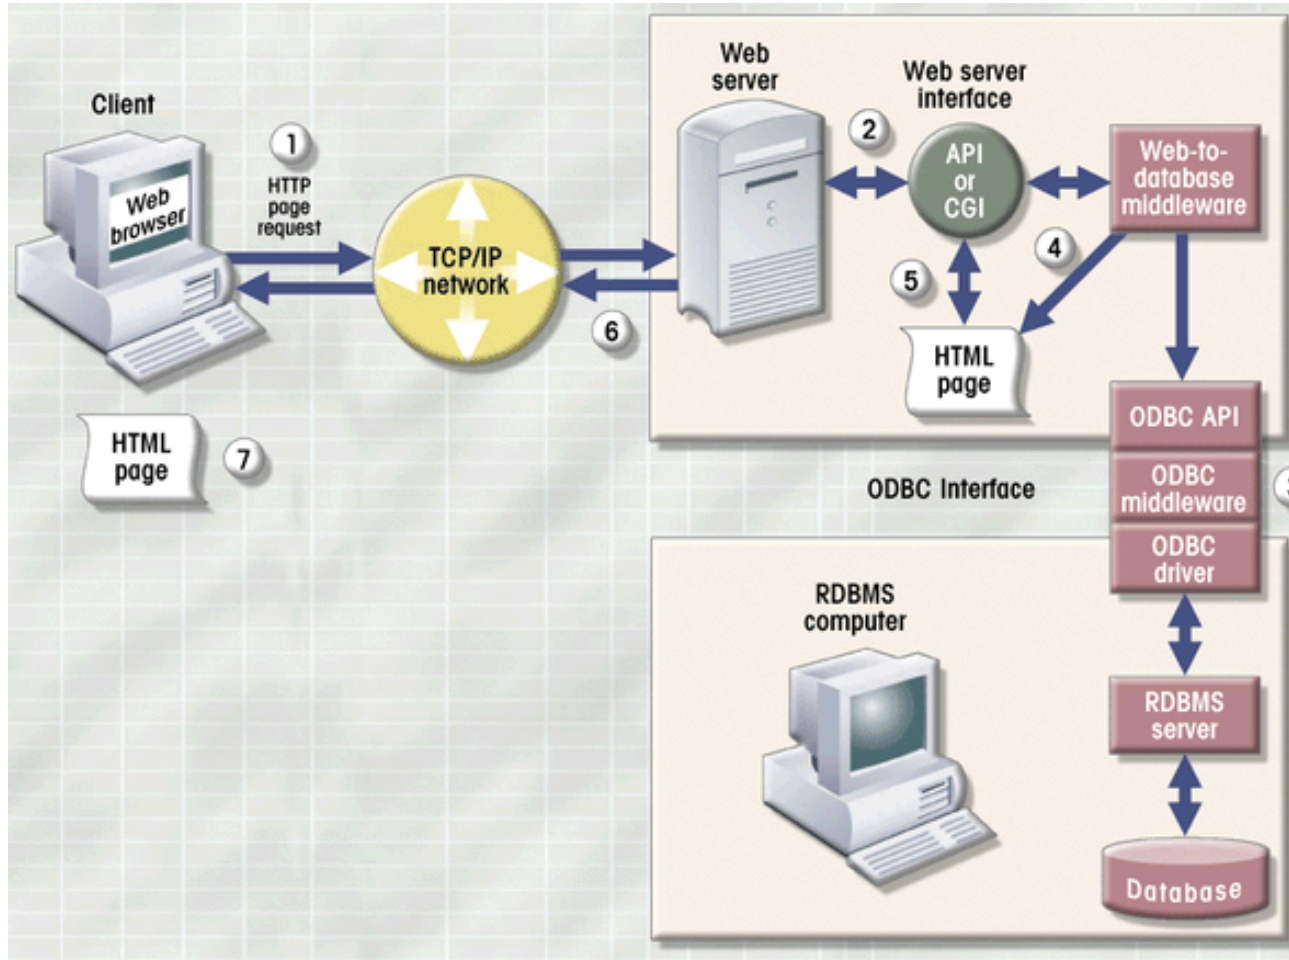 Client
Web
browser
1
HTTP
page
request
TCP/IP
network
6
HTML
page
7
Web
server
2
Web server
interface
API
or
CGI
Web-to-
database
middleware
4
5
HTML
page
ODBC API
ODBC Interface
ODBC
middleware
ODBC
driver
RDBMS
computer
RDBMS
server
Database